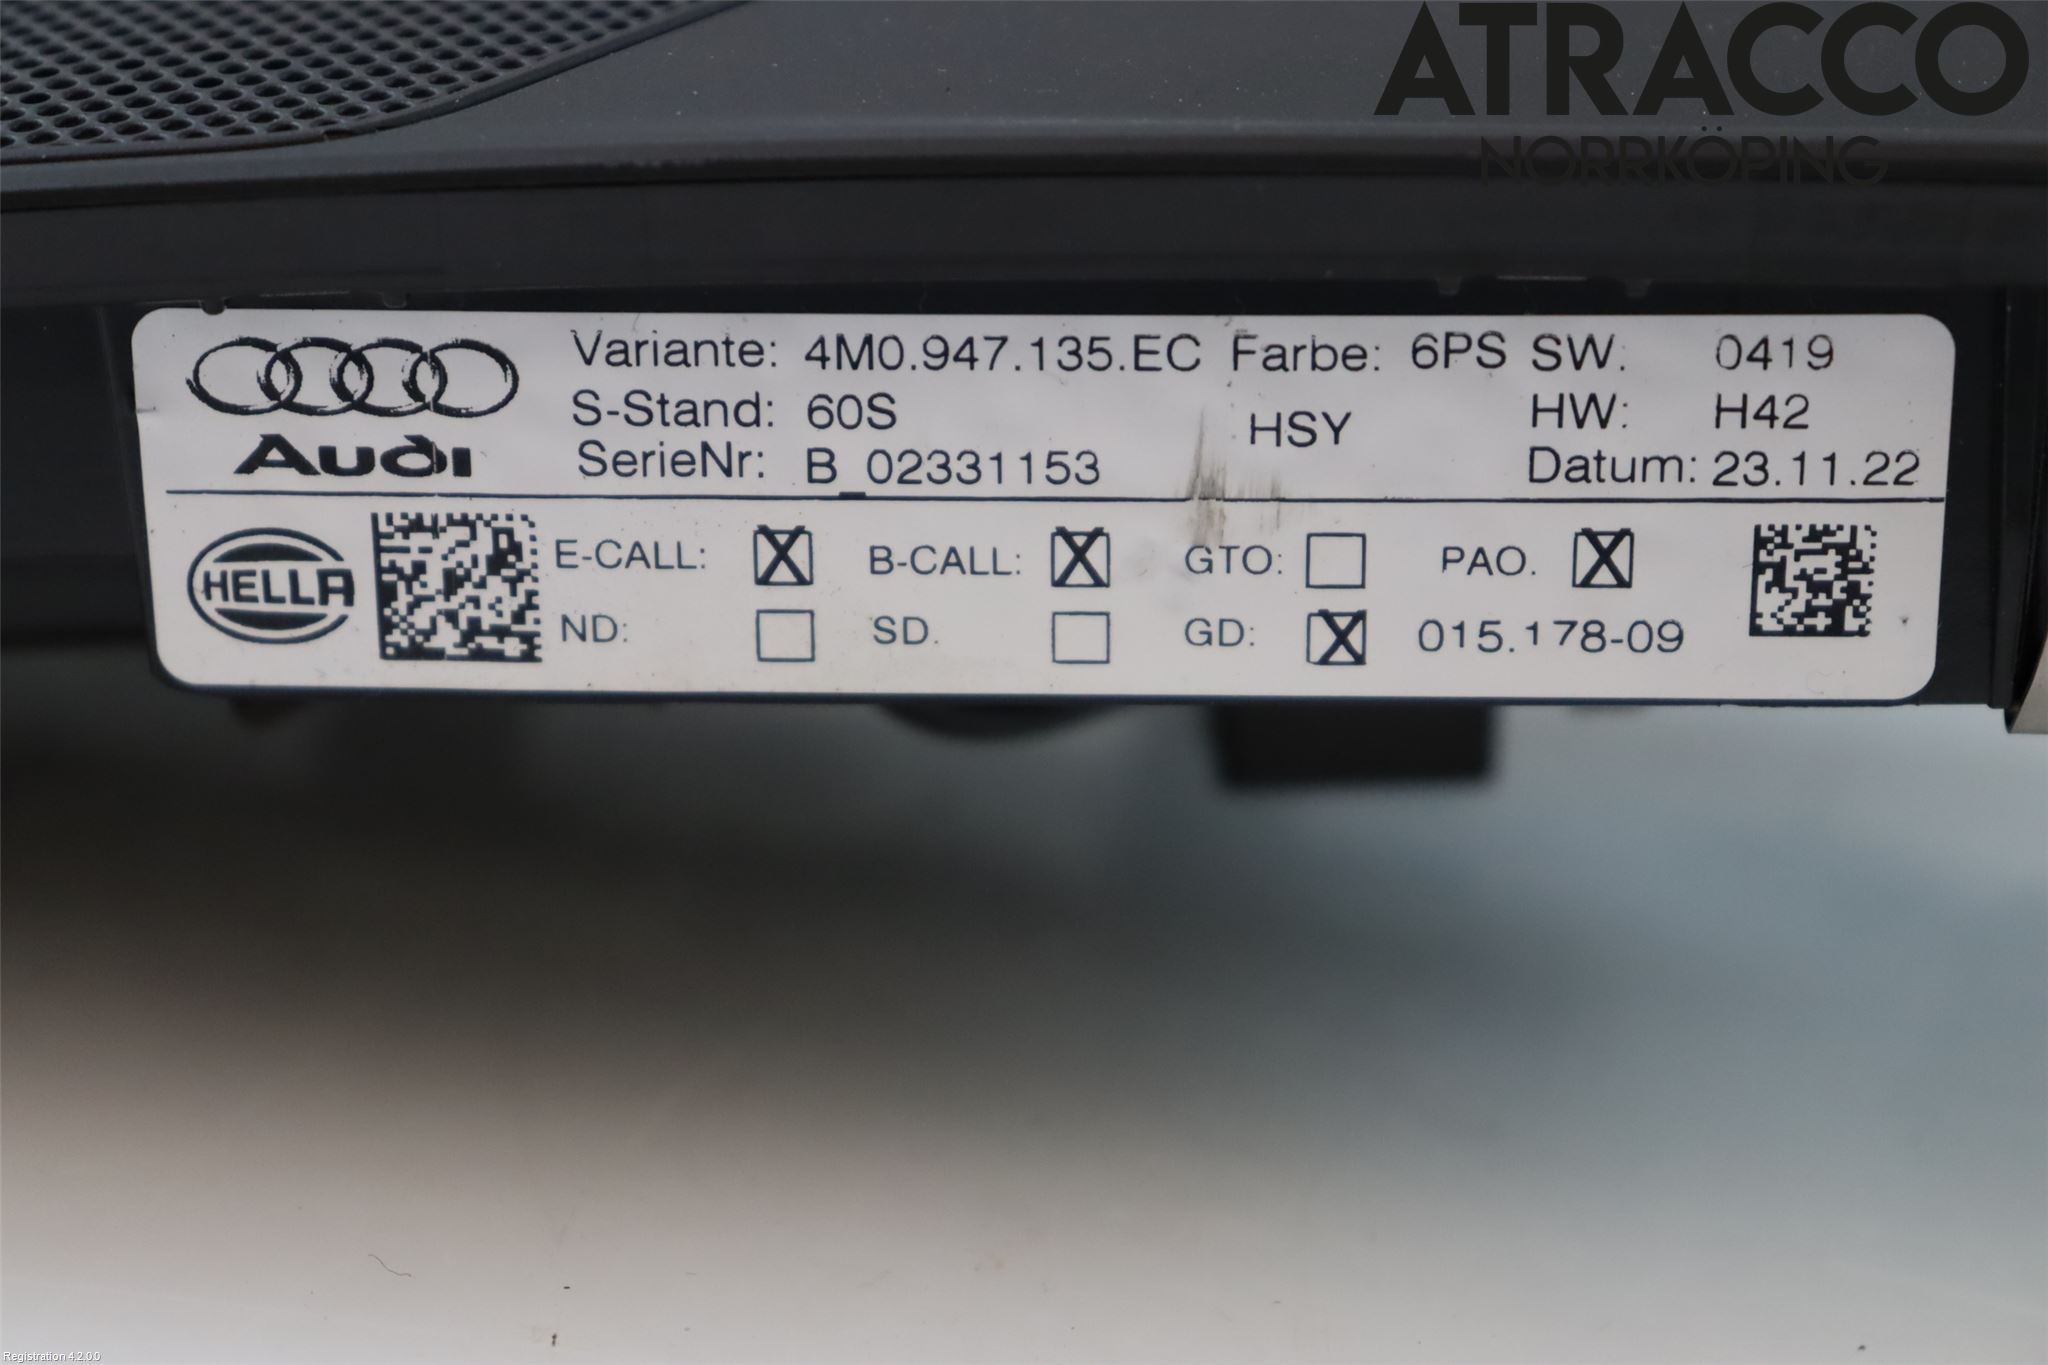 ATRACCO
NORRKÖPING
Variante: 4M0.947.135.EC Farbe: 6PS SW: 0419
S-Stand: 60S HSY HW: H42
SerieNr: B_02331153 Datum: 23.11.22
Audi
HELLA
E-CALL: X B-CALL: X GTO: PAO. X
ND: SD. GD: X 015.178-09
Registration 4.2.0.0